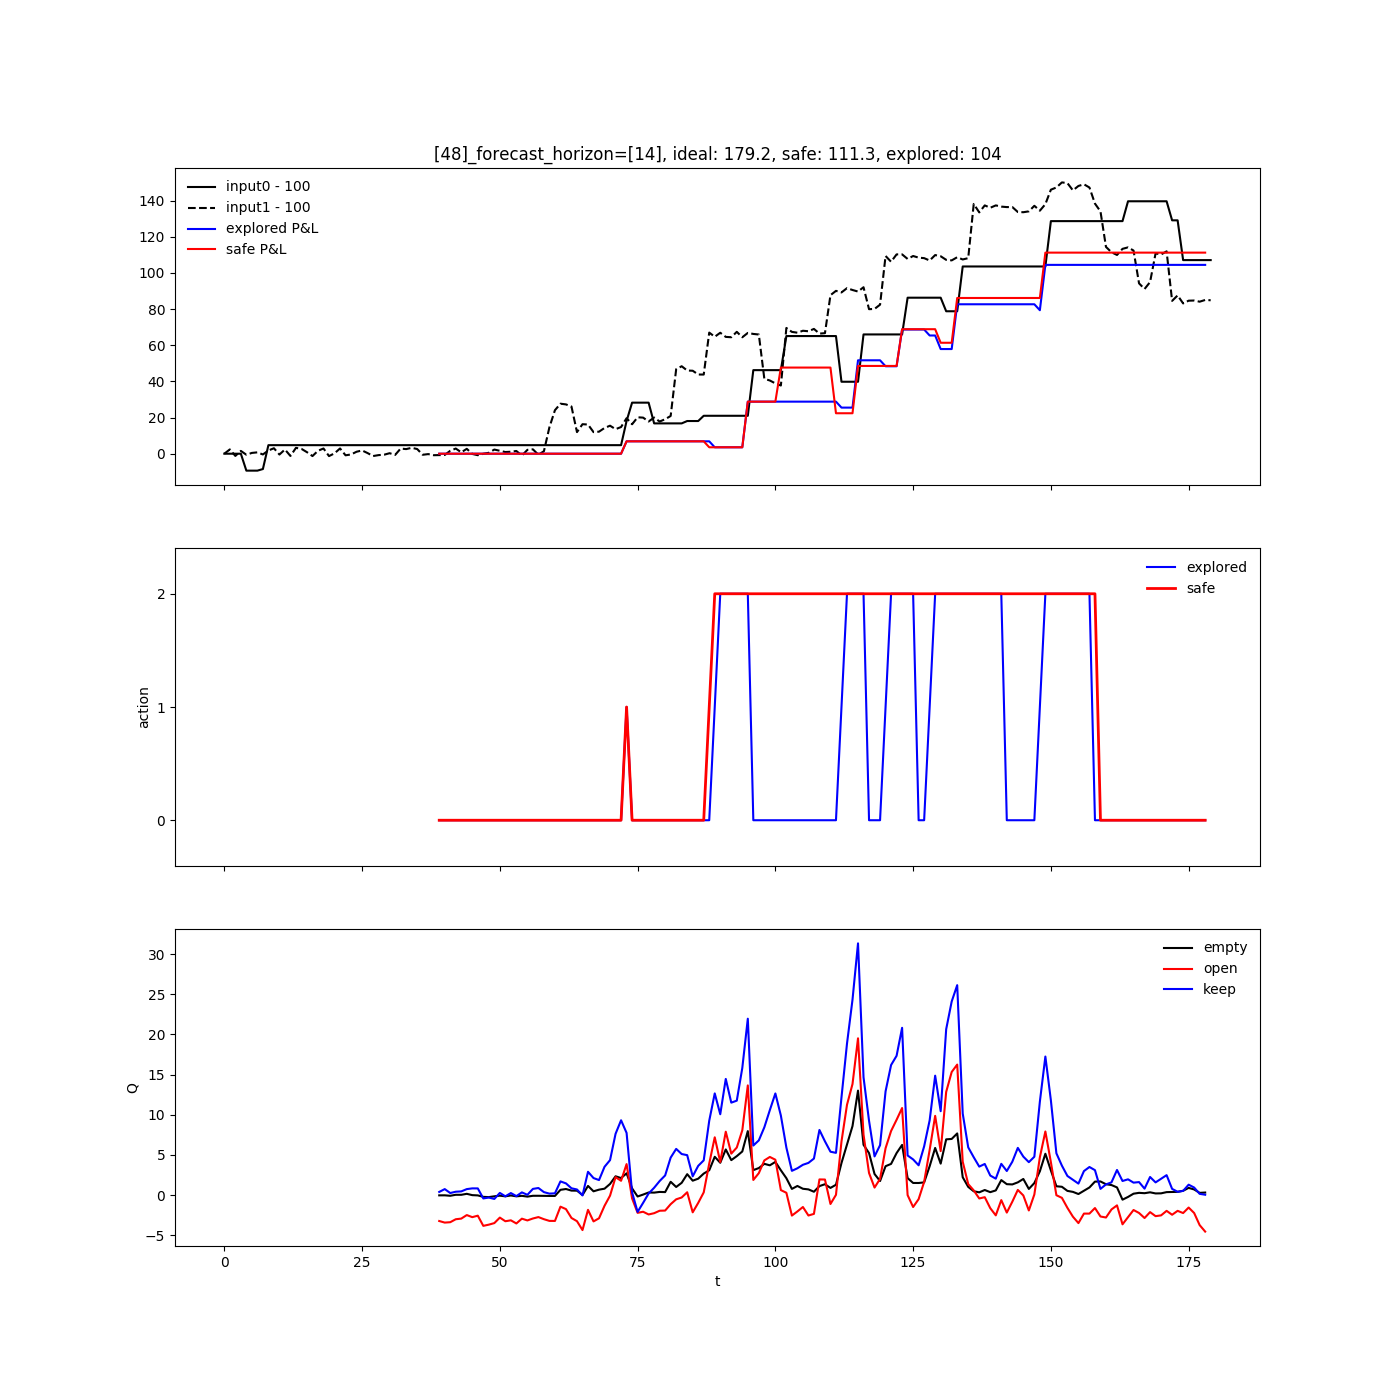 [48]_forecast_horizon=[14], ideal: 179.2, safe: 111.3, explored: 104
input0 - 100
input1 - 100
explored P&L
safe P&L
140
120
100
80
60
40
20
0
explored
safe
2
1
0
action
empty
open
keep
30
25
20
15
10
5
0
−5
Q
0 25 50 75 100 125 150 175
t